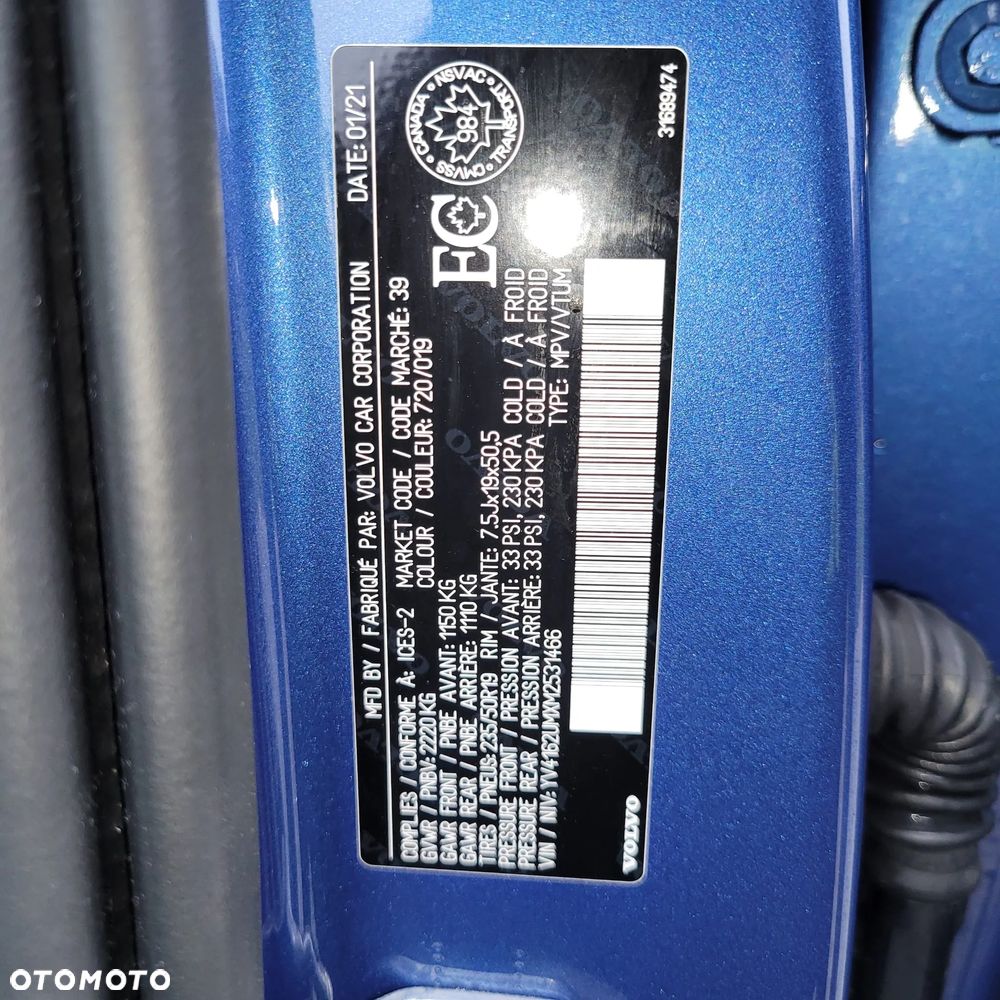 MFD BY / FABRIQUÉ PAR: VOLVO CAR CORPORATION DATE: 01/21
COMPLIES / CONFORME À: ICES-2 MARKET CODE / CODE MARCHÉ: 39
GVWR / PNBV: 2220 KG COLOUR / COULEUR: 720/019
GAWR FRONT / PNBE AVANT: 1150 KG
GAWR REAR / PNBE ARRIÈRE: 1110 KG
TIRES / PNEUS: 235/50R19 RIM / JANTE: 7.5Jx19x50,5
PRESSURE FRONT / PRESSION AVANT: 33 PSI, 230 KPA COLD / À FROID
PRESSURE REAR / PRESSION ARRIÈRE: 33 PSI, 230 KPA COLD / À FROID
VIN / NIV: YV4162UMXM2531466 TYPE: MPV/VTUM
EC
CANADA • NSVAC • TRANSPORT • CMVSS •
984
VOLVO
31689474
OTOMOTO